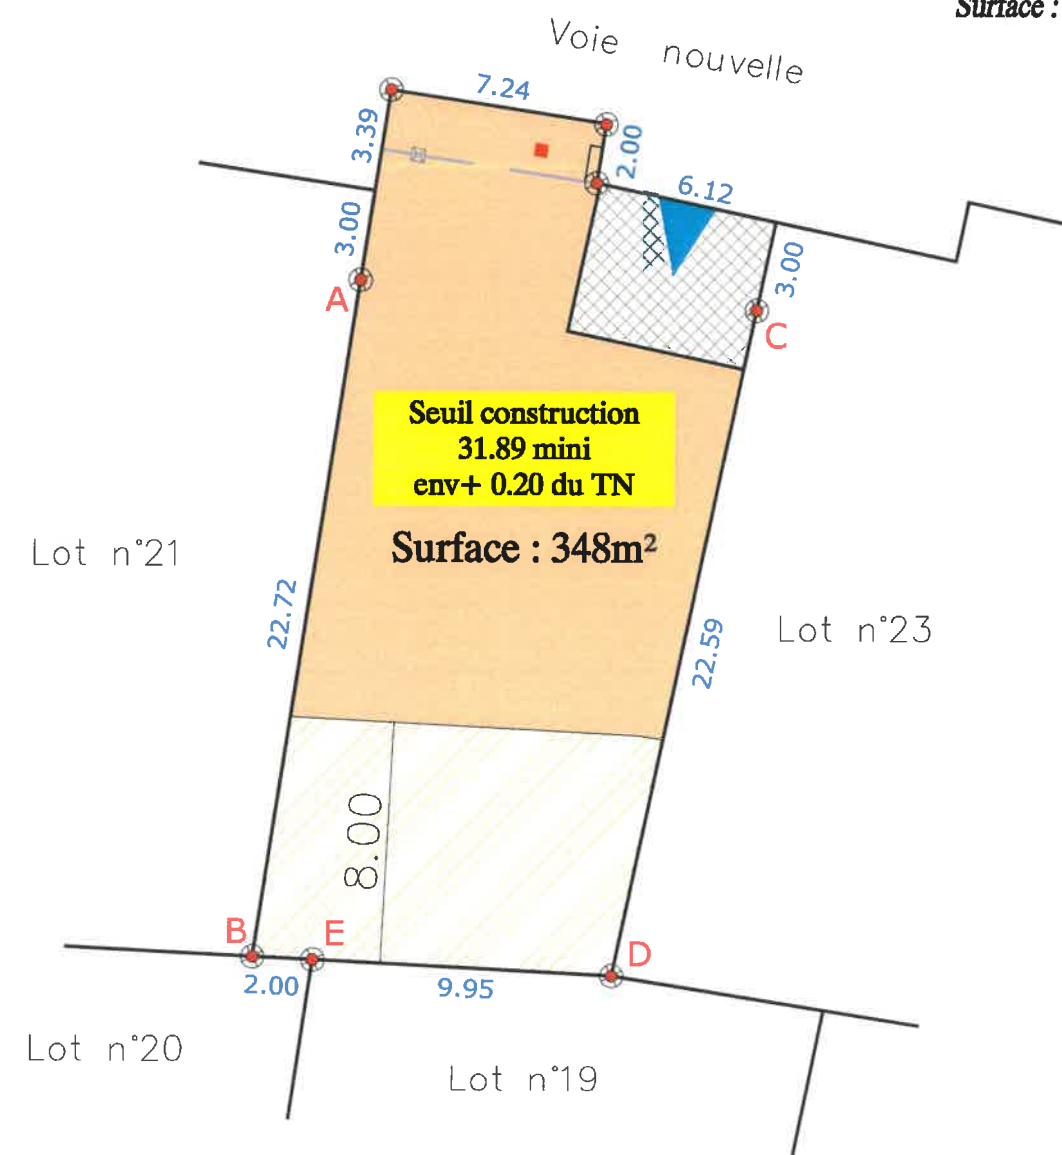 Surface :
Voie nouvelle
7.24
3.39
2.00
6.12
3.00
3.00
A
C
Seuil construction
31.89 mini
env+ 0.20 du TN
Surface : 348m²
Lot n°21
22.72
22.59
Lot n°23
8.00
B
E
D
2.00
9.95
Lot n°20
Lot n°19